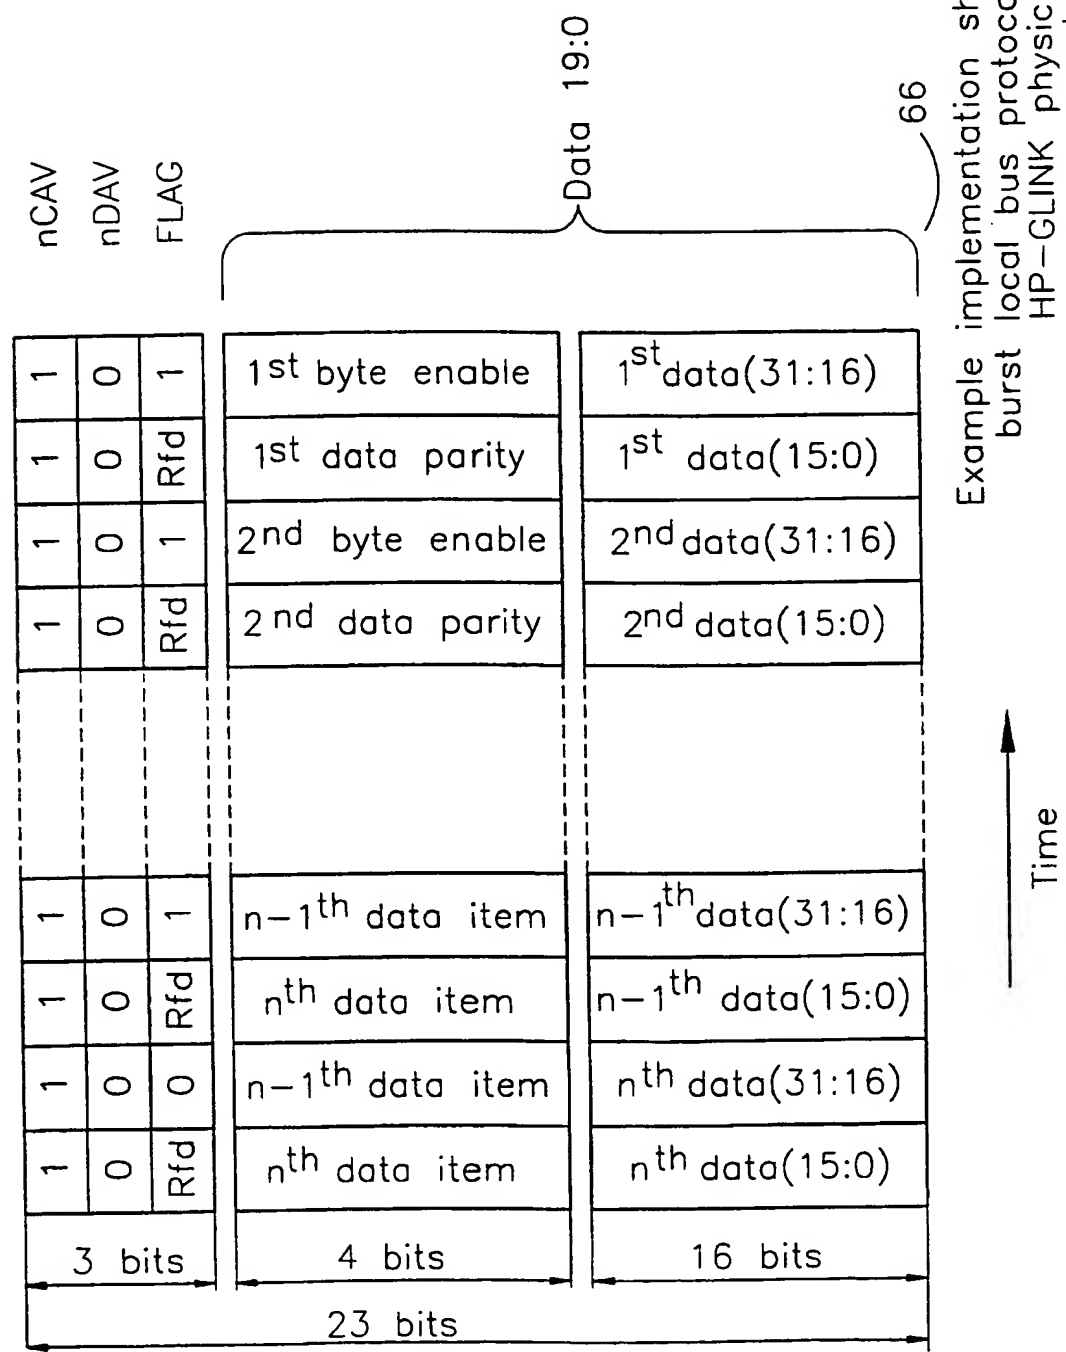 nCAV
nDAV
FLAG
1 0 1 1st byte enable 1st data(31:16)
1 0 Rfd 1st data parity 1st data(15:0)
1 0 1 2nd byte enable 2nd data(31:16)
1 0 Rfd 2nd data parity 2nd data(15:0)
1 0 1 n-1th data item n-1th data(31:16)
1 0 Rfd nth data item n-1th data(15:0)
1 0 0 n-1th data item nth data(31:16)
1 0 Rfd nth data item nth data(15:0)
3 bits 4 bits 16 bits
23 bits
Data 19:0
66
Time
Example implementation sh
burst local bus protoco
HP-GLINK physic